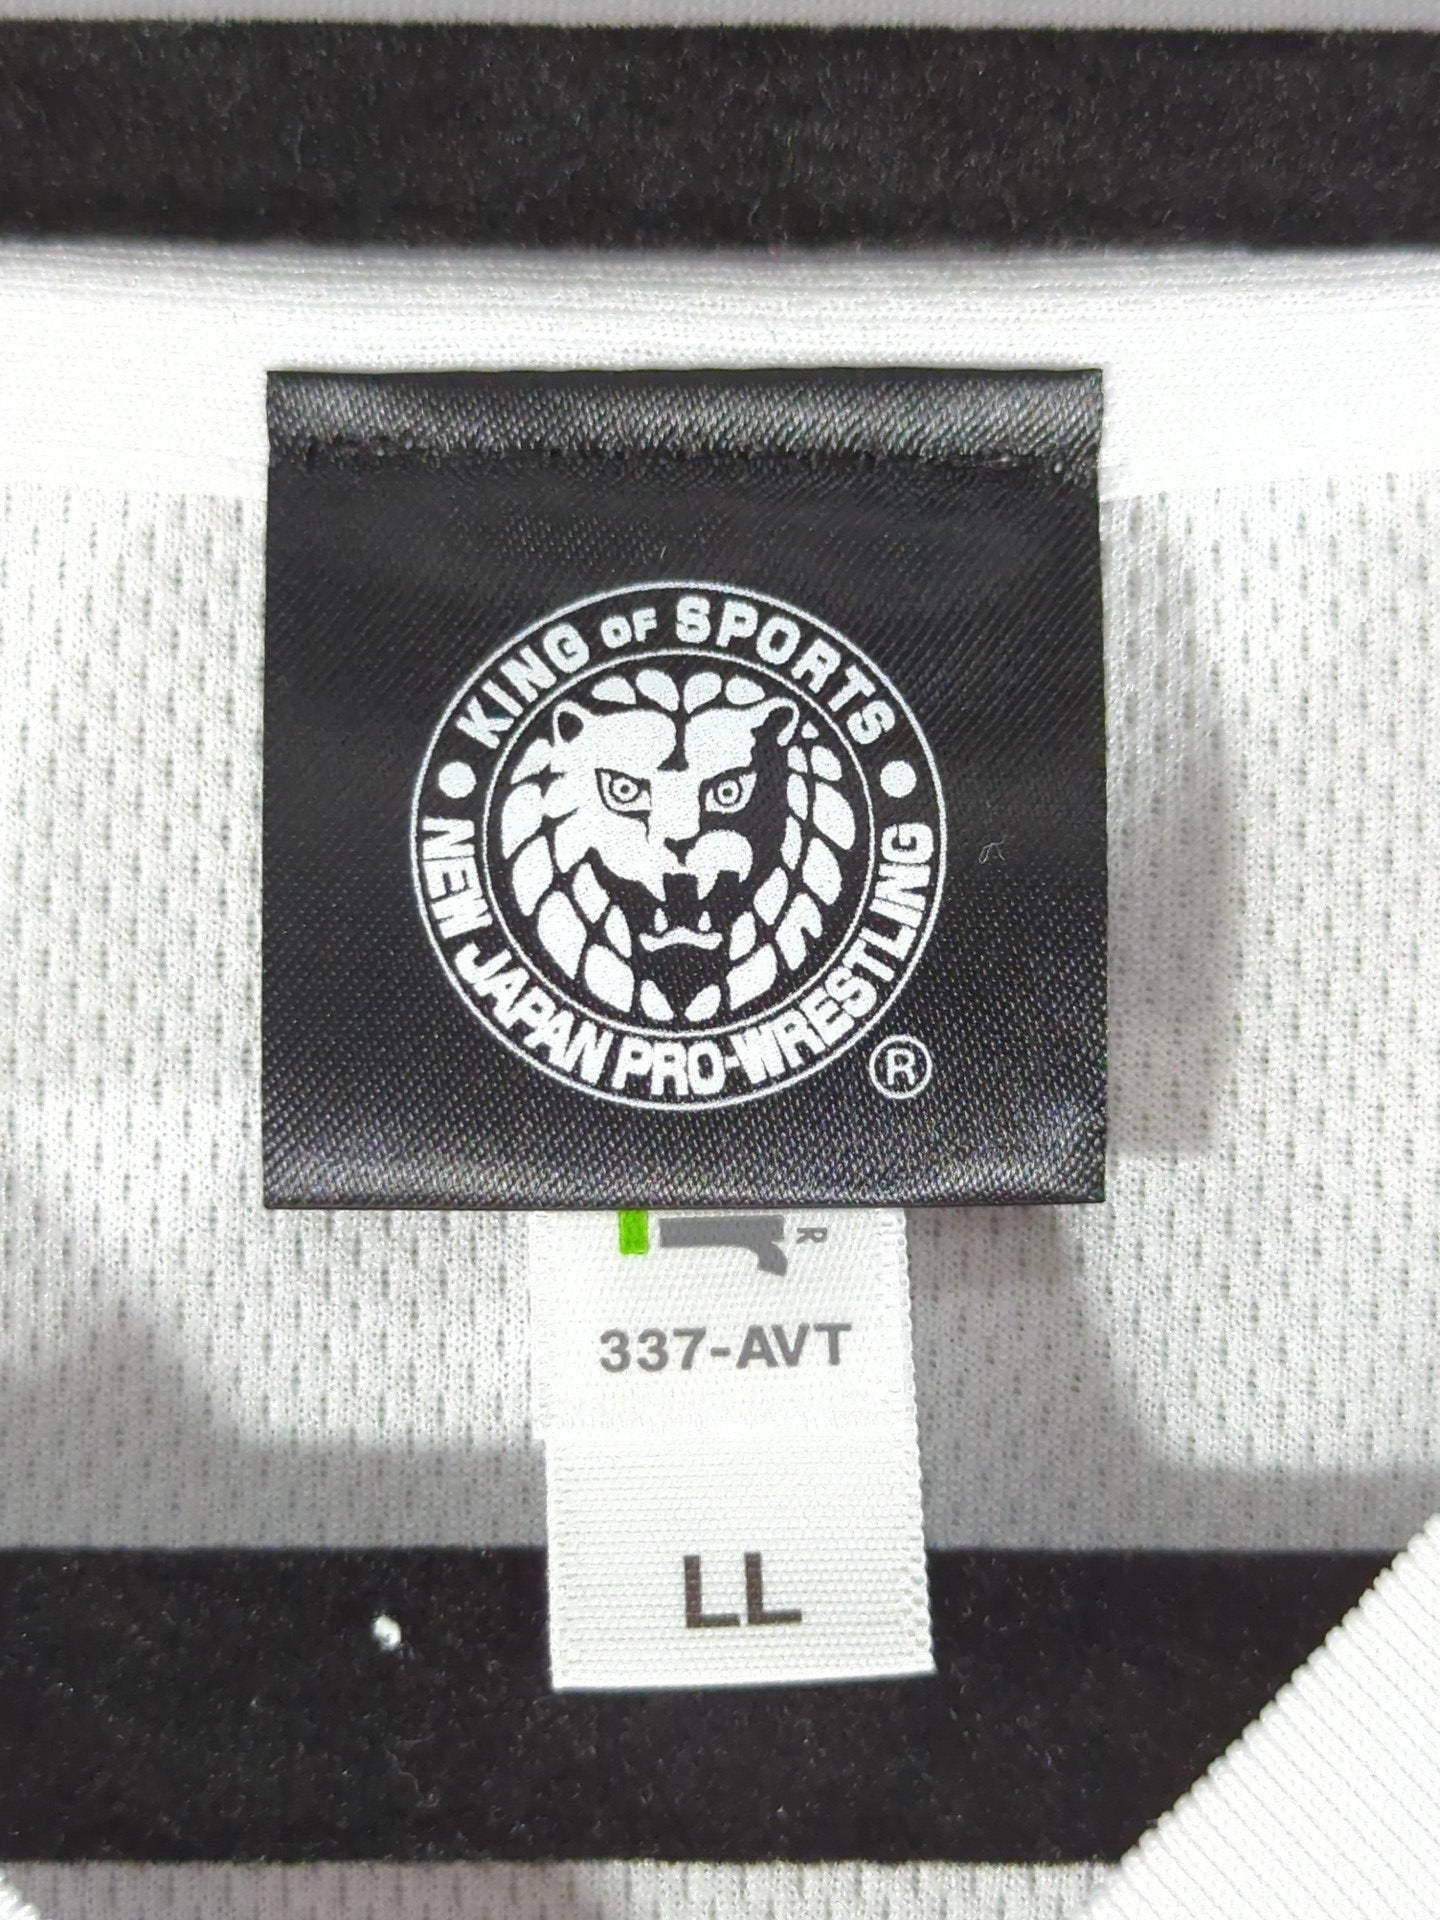 KING OF SPORTS
NEW JAPAN PRO-WRESTLING
®
R
337-AVT
LL